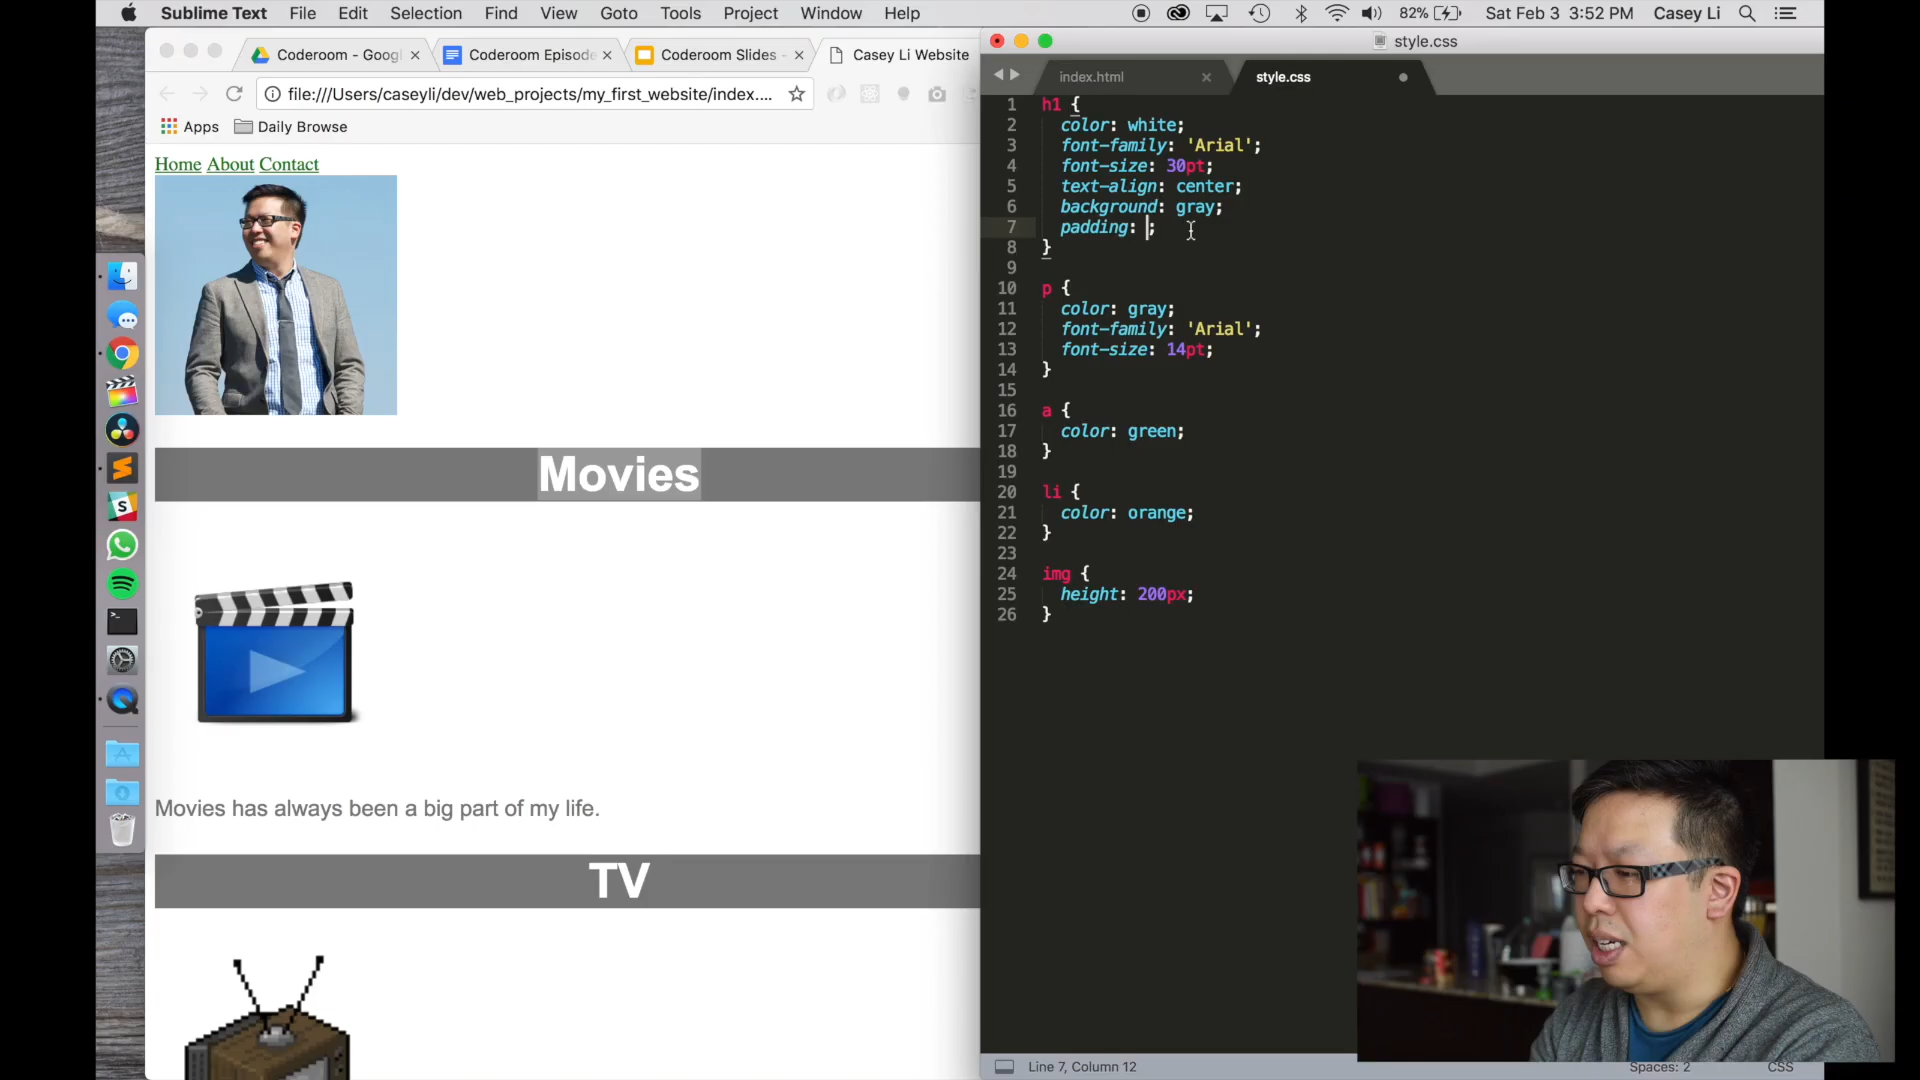 Sublime Text File Edit Selection Find View Goto Tools Project Window Help 82% Sat Feb 3 3:52 PM Casey Li
Coderoom - Googl
Coderoom Episode
Coderoom Slides -
Casey Li Website
file:///Users/caseyli/dev/web_projects/my_first_website/index....
Apps Daily Browse
Home About Contact
Movies
Movies has always been a big part of my life.
TV
style.css
index.html
style.css
1 h1 {
2 color: white;
3 font-family: 'Arial';
4 font-size: 30pt;
5 text-align: center;
6 background: gray;
7 padding: ;
8 }
9
10 p {
11 color: gray;
12 font-family: 'Arial';
13 font-size: 14pt;
14 }
15
16 a {
17 color: green;
18 }
19
20 li {
21 color: orange;
22 }
23
24 img {
25 height: 200px;
26 }
Line 7, Column 12
Spaces: 2
CSS